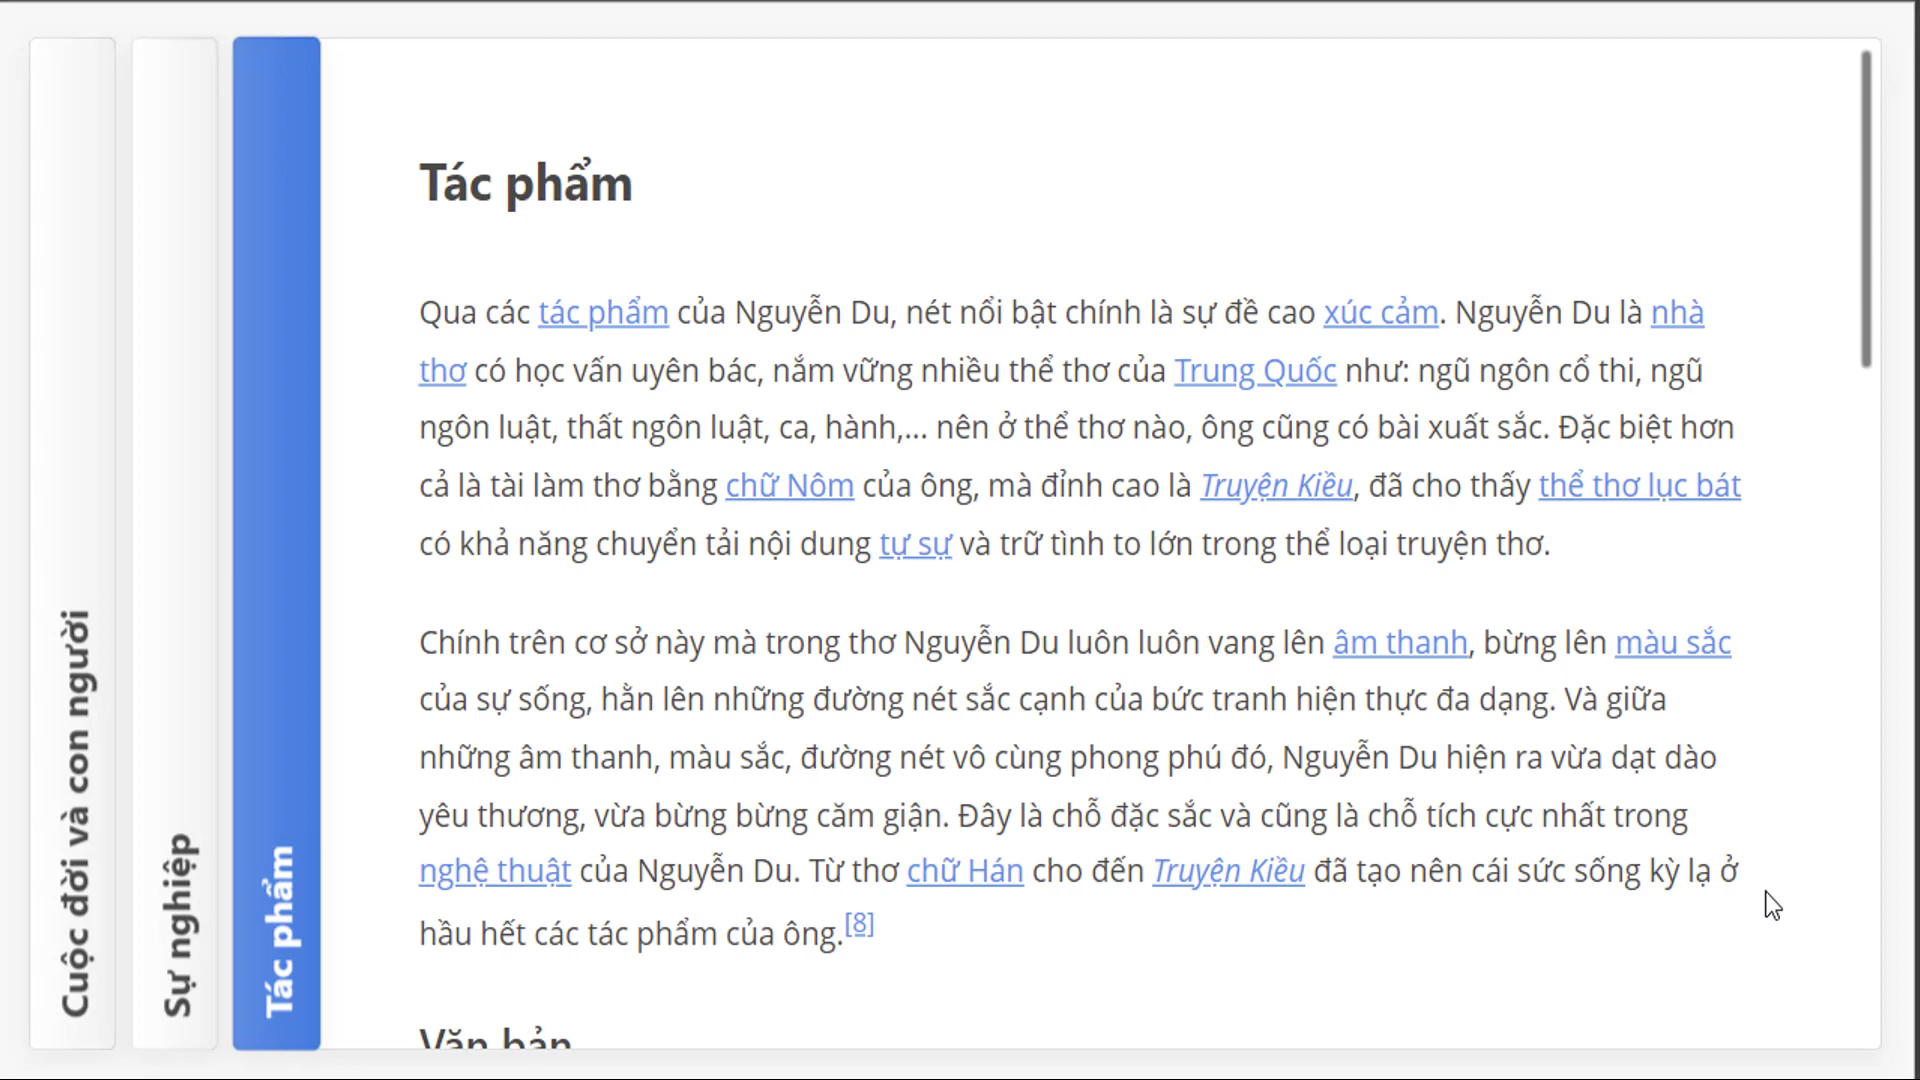 Cuộc đời và con người
Sự nghiệp
Tác phẩm
Tác phẩm
Qua các tác phẩm của Nguyễn Du, nét nổi bật chính là sự đề cao xúc cảm. Nguyễn Du là nhà
thơ có học vấn uyên bác, nắm vững nhiều thể thơ của Trung Quốc như: ngũ ngôn cổ thi, ngũ
ngôn luật, thất ngôn luật, ca, hành,... nên ở thể thơ nào, ông cũng có bài xuất sắc. Đặc biệt hơn
cả là tài làm thơ bằng chữ Nôm của ông, mà đỉnh cao là Truyện Kiều, đã cho thấy thể thơ lục bát
có khả năng chuyển tải nội dung tự sự và trữ tình to lớn trong thể loại truyện thơ.
Chính trên cơ sở này mà trong thơ Nguyễn Du luôn luôn vang lên âm thanh, bừng lên màu sắc
của sự sống, hằn lên những đường nét sắc cạnh của bức tranh hiện thực đa dạng. Và giữa
những âm thanh, màu sắc, đường nét vô cùng phong phú đó, Nguyễn Du hiện ra vừa dạt dào
yêu thương, vừa bừng bừng căm giận. Đây là chỗ đặc sắc và cũng là chỗ tích cực nhất trong
nghệ thuật của Nguyễn Du. Từ thơ chữ Hán cho đến Truyện Kiều đã tạo nên cái sức sống kỳ lạ ở
hầu hết các tác phẩm của ông.[8]
Văn bản